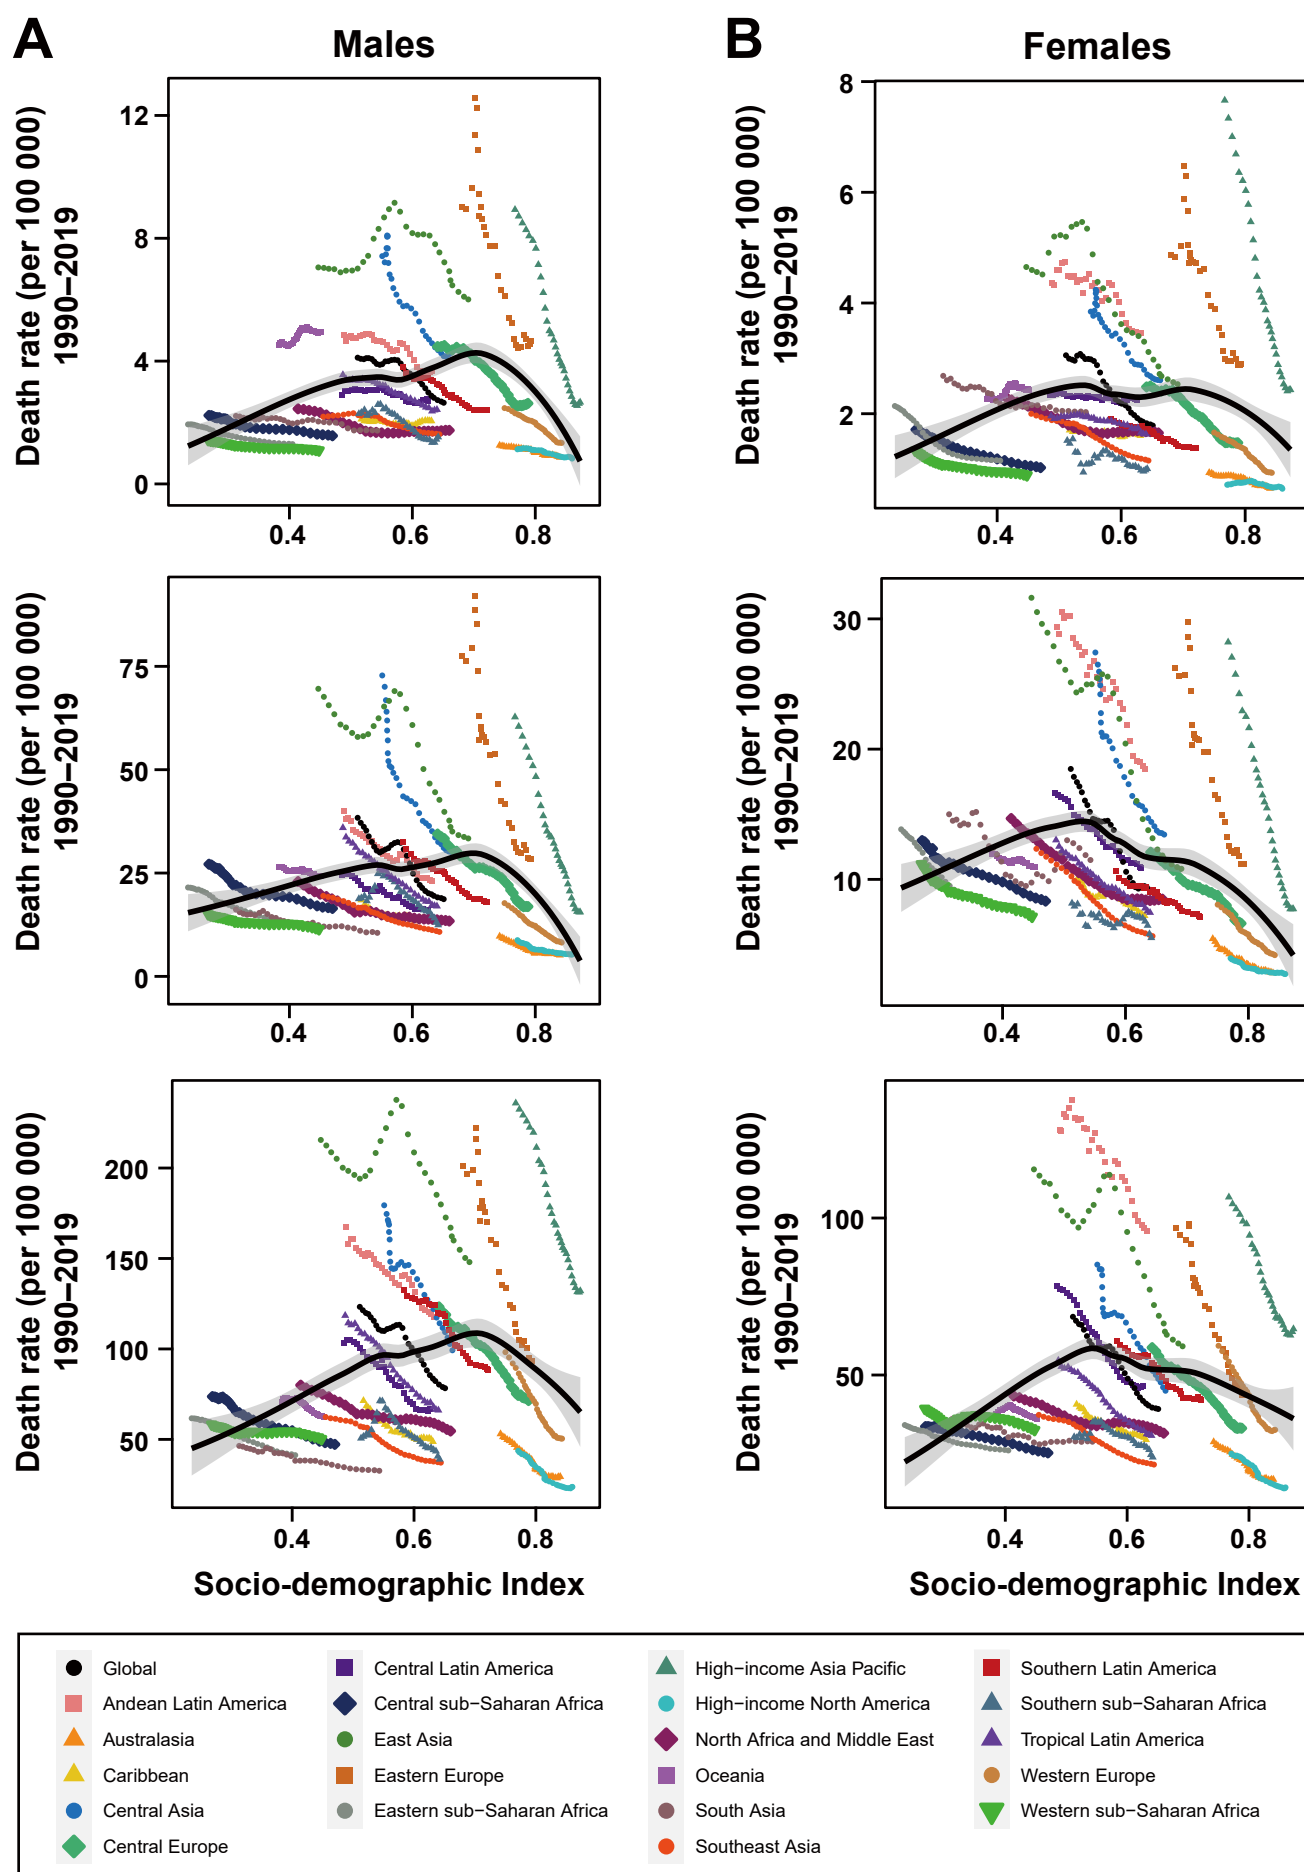 A
Males
B
Females
Death rate (per 100 000)
1990–2019
12
8
4
0
0.4
0.6
0.8
Death rate (per 100 000)
1990–2019
8
6
4
2
0.4
0.6
0.8
Death rate (per 100 000)
1990–2019
75
50
25
0
0.4
0.6
0.8
Death rate (per 100 000)
1990–2019
30
20
10
0.4
0.6
0.8
Death rate (per 100 000)
1990–2019
200
150
100
50
0.4
0.6
0.8
Socio-demographic Index
Death rate (per 100 000)
1990–2019
100
50
0.4
0.6
0.8
Socio-demographic Index
Global
Andean Latin America
Australasia
Caribbean
Central Asia
Central Europe
Central Latin America
Central sub−Saharan Africa
East Asia
Eastern Europe
Eastern sub−Saharan Africa
High−income Asia Pacific
High−income North America
North Africa and Middle East
Oceania
South Asia
Southeast Asia
Southern Latin America
Southern sub−Saharan Africa
Tropical Latin America
Western Europe
Western sub−Saharan Africa